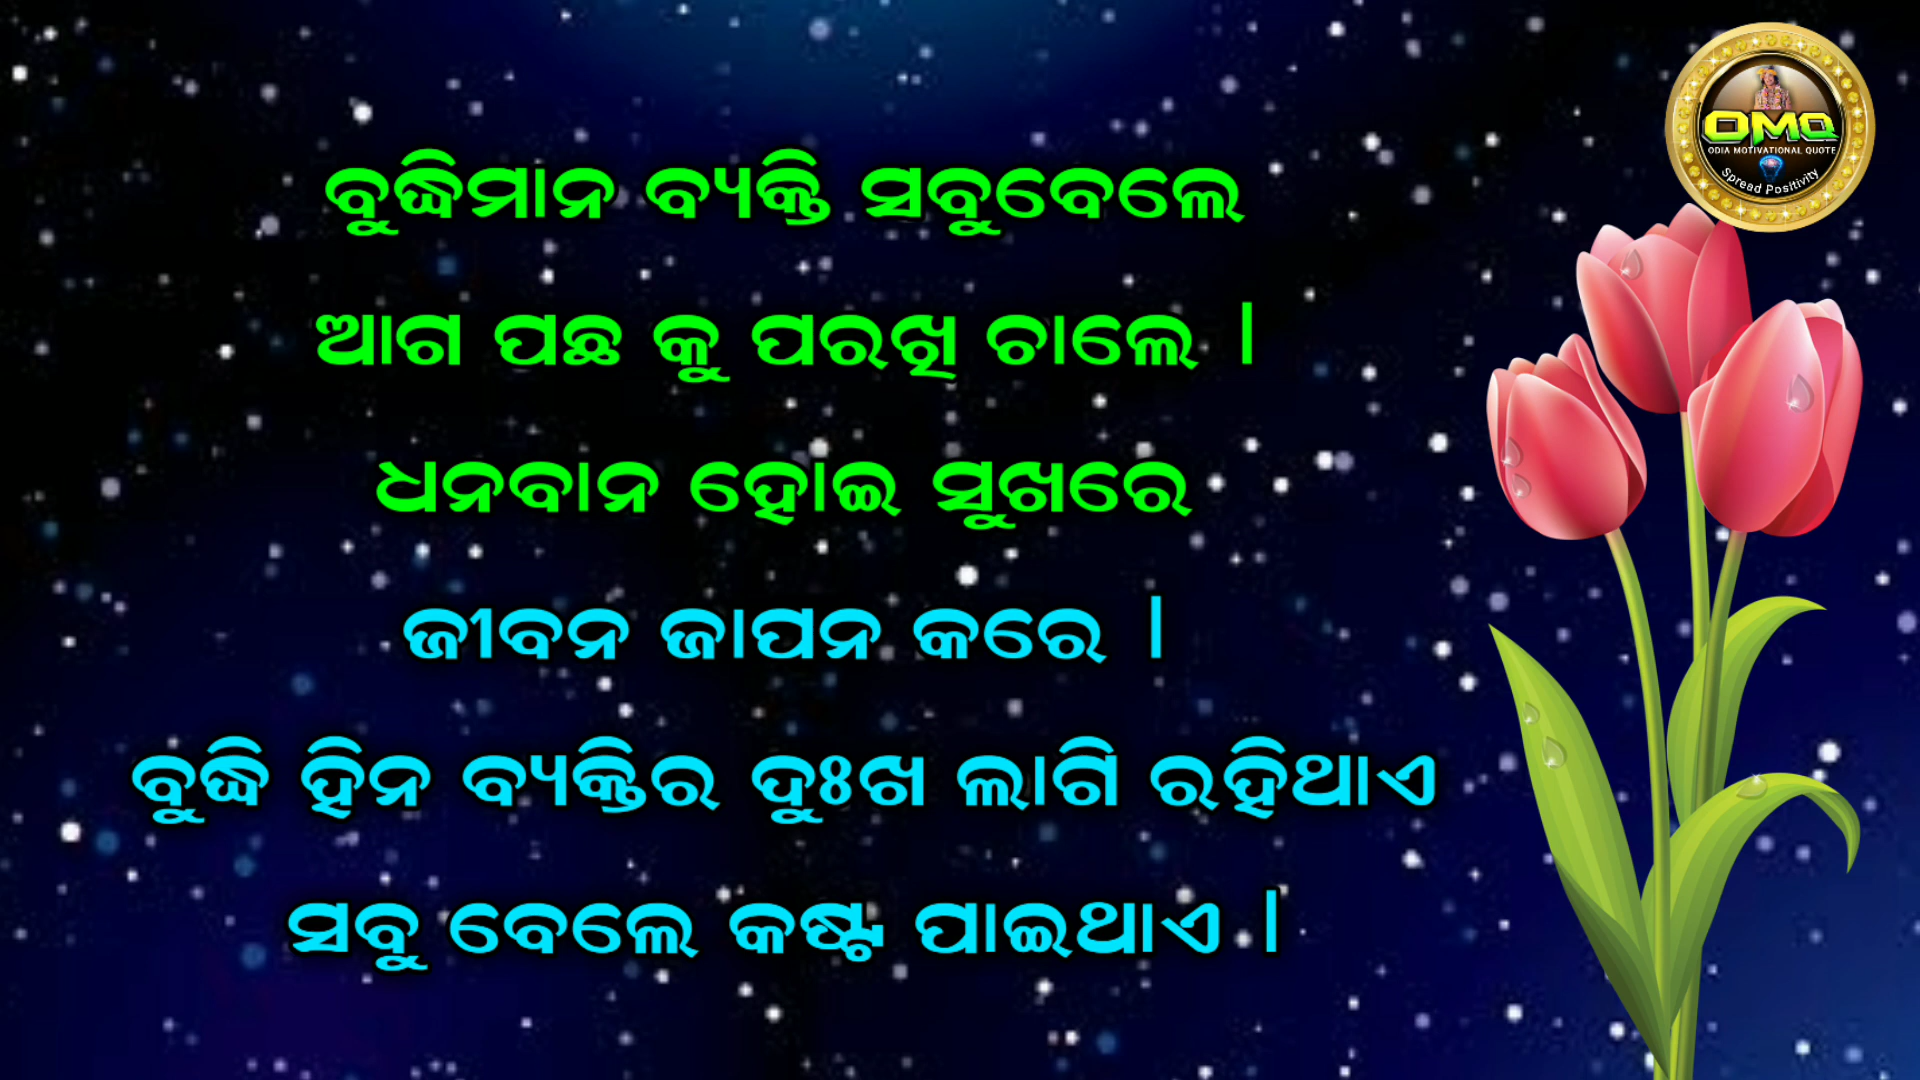 ବୁଦ୍ଧିମାନ ବ୍ୟକ୍ତି ସବୁବେଲେ
ଆଗ ପଛ କୁ ପରଖି ଚାଲେ ।
ଧନବାନ ହୋଇ ସୁଖରେ
ଜୀବନ ଜାପନ କରେ ।
ବୁଦ୍ଧି ହିନ ବ୍ୟକ୍ତିର ଦୁଃଖ ଲାଗି ରହିଥାଏ
ସବୁ ବେଲେ କଷ୍ଟ ପାଇଥାଏ ।
OMQ
ODIA MOTIVATIONAL QUOTE
Spread Positivity